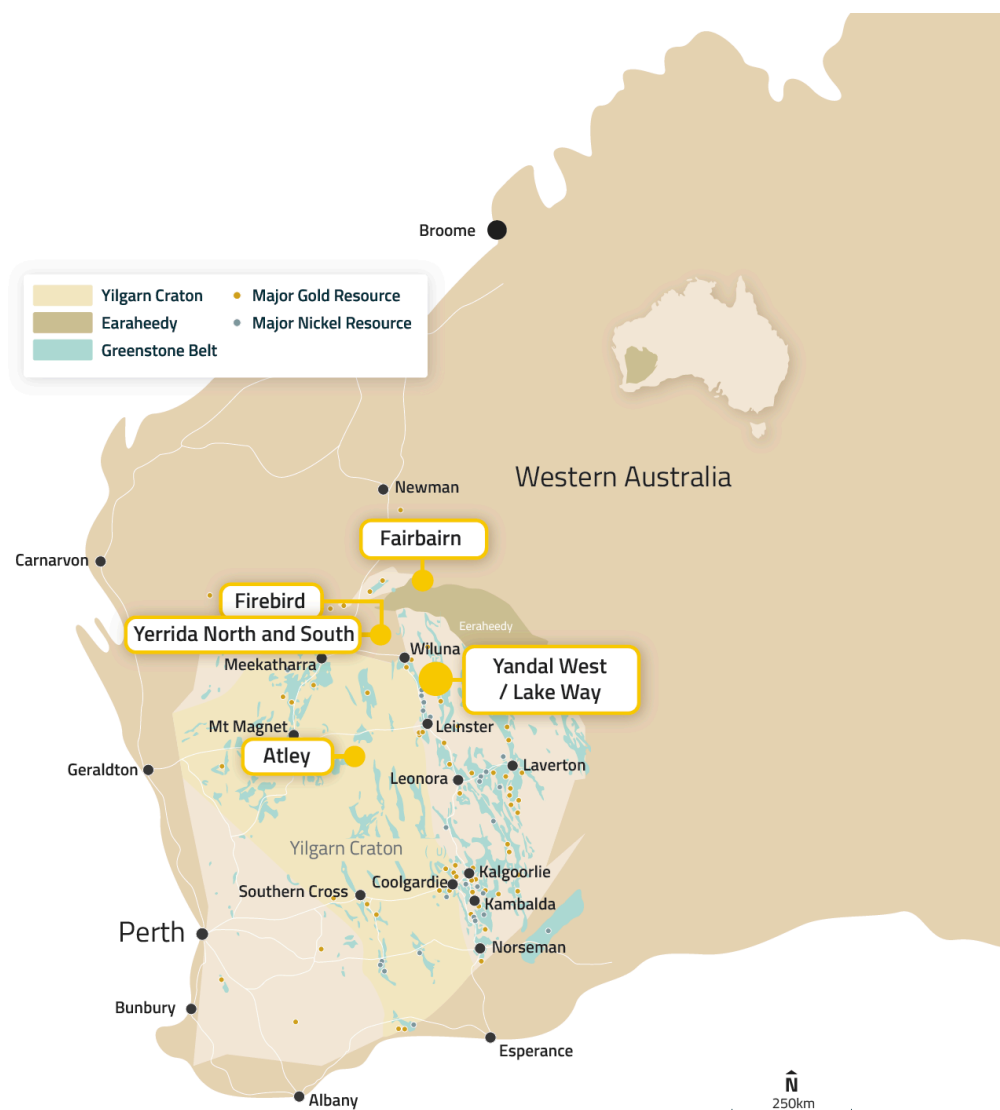 Broome
Yilgarn Craton
Major Gold Resource
Earaheedy
Major Nickel Resource
Greenstone Belt
Western Australia
Newman
Fairbairn
Carnarvon
Firebird
Eeraheedy
Yerrida North and South
Wiluna
Meekatharra
Yandal West
/ Lake Way
Mt Magnet
Leinster
Atley
Geraldton
Laverton
Leonora
Yilgarn Craton
Kalgoorlie
Coolgardie
Southern Cross
Kambalda
Perth
Norseman
Bunbury
Esperance
N
250km
Albany